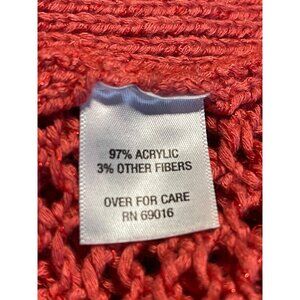 97% ACRYLIC
3% OTHER FIBERS
OVER FOR CARE
RN 69016